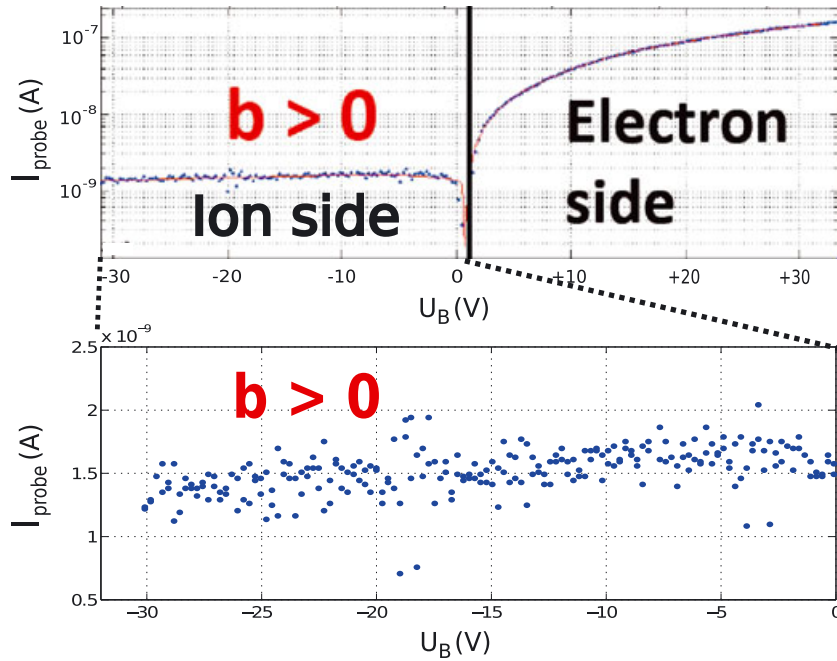 10⁻⁷
10⁻⁸
10⁻⁹
I_probe (A)
b > 0
Ion side
Electron
side
-30 -20 -10 0 +10 +20 +30
U_B (V)
x 10⁻⁹
2.5
2
1.5
1
0.5
I_probe (A)
b > 0
−30 −25 −20 −15 −10 −5 0
U_B (V)